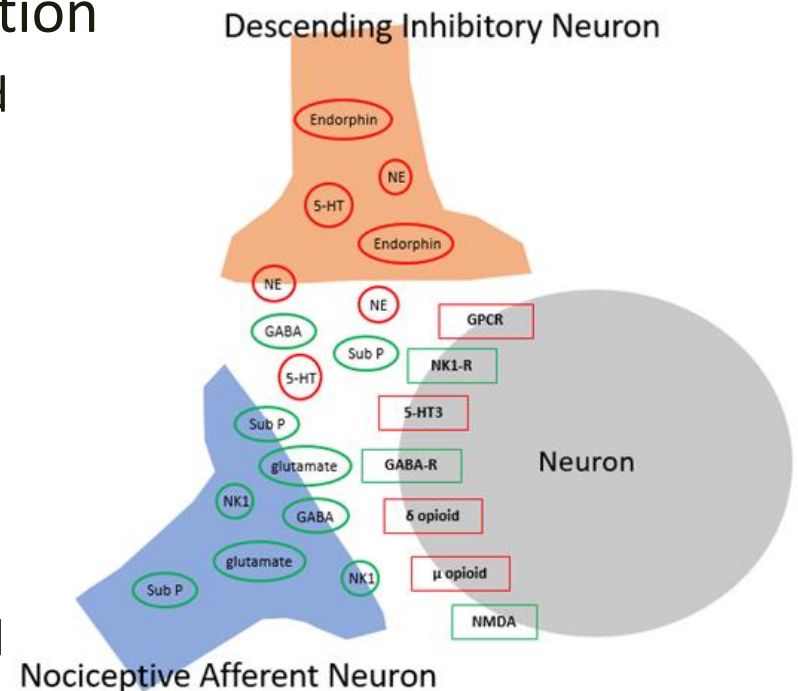 tion
Descending Inhibitory Neuron
d
Endorphin
NE
5-HT
Endorphin
NE
NE
GPCR
GABA
Sub P
NK1-R
5-HT
5-HT3
Sub P
glutamate
GABA-R
Neuron
NK1
GABA
δ opioid
glutamate
NK1
μ opioid
Sub P
NMDA
Nociceptive Afferent Neuron